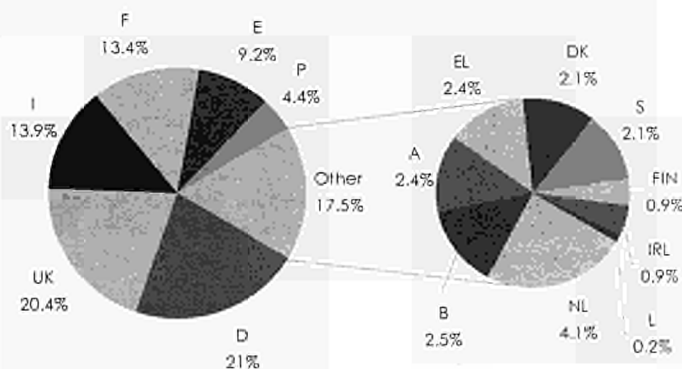 F
13.4%
E
9.2%
P
4.4%
I
13.9%
Other
17.5%
UK
20.4%
D
21%
EL
2.4%
DK
2.1%
S
2.1%
A
2.4%
FIN
0.9%
IRL
0.9%
L
0.2%
NL
4.1%
B
2.5%